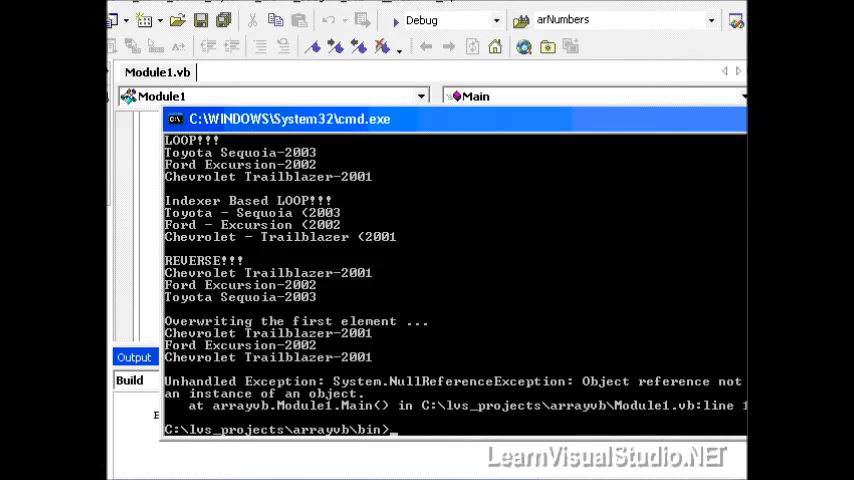 Debug
arNumbers
Module1.vb
Module1
Main
C:\WINDOWS\System32\cmd.exe
LOOP!!!
Toyota Sequoia-2003
Ford Excursion-2002
Chevrolet Trailblazer-2001
Indexer Based LOOP!!!
Toyota - Sequoia (2003
Ford - Excursion (2002
Chevrolet - Trailblazer (2001
REVERSE!!!
Chevrolet Trailblazer-2001
Ford Excursion-2002
Toyota Sequoia-2003
Overwriting the first element ...
Chevrolet Trailblazer-2001
Ford Excursion-2002
Chevrolet Trailblazer-2001
Output
Build
Unhandled Exception: System.NullReferenceException: Object reference not
an instance of an object.
at arrayvb.Module1.Main() in C:\lvs_projects\arrayvb\Module1.vb:line 1
C:\lvs_projects\arrayvb\bin>_
LearnVisualStudio.NET